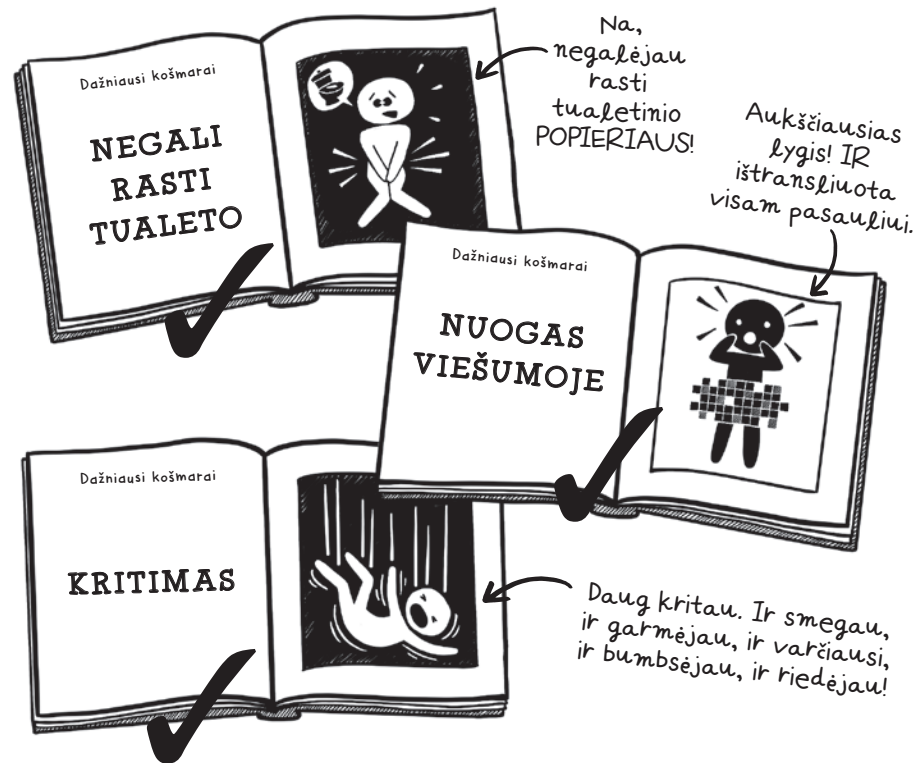 Dažniausi košmarai
NEGALI
RASTI
TUALETO
Na,
negalėjau
rasti
tualetinio
POPIERIAUS!
Dažniausi košmarai
NUOGAS
VIEŠUMOJE
Aukščiausias
lygis! IR
ištransliuota
visam pasauliui.
Dažniausi košmarai
KRITIMAS
Daug kritau. Ir smegau,
ir garmėjau, ir varčiausi,
ir bumbsėjau, ir riedėjau!